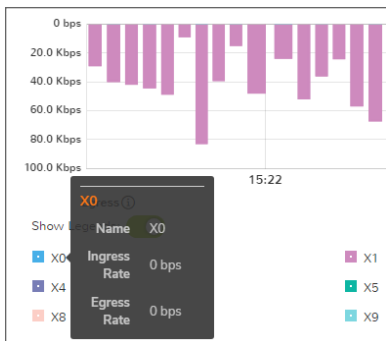 0 bps
20.0 Kbps
40.0 Kbps
60.0 Kbps
80.0 Kbps
100.0 Kbps
15:22
X0
Show
Name X0
X0 Ingress Rate 0 bps X1
X4 X5
Egress Rate 0 bps
X8 X9